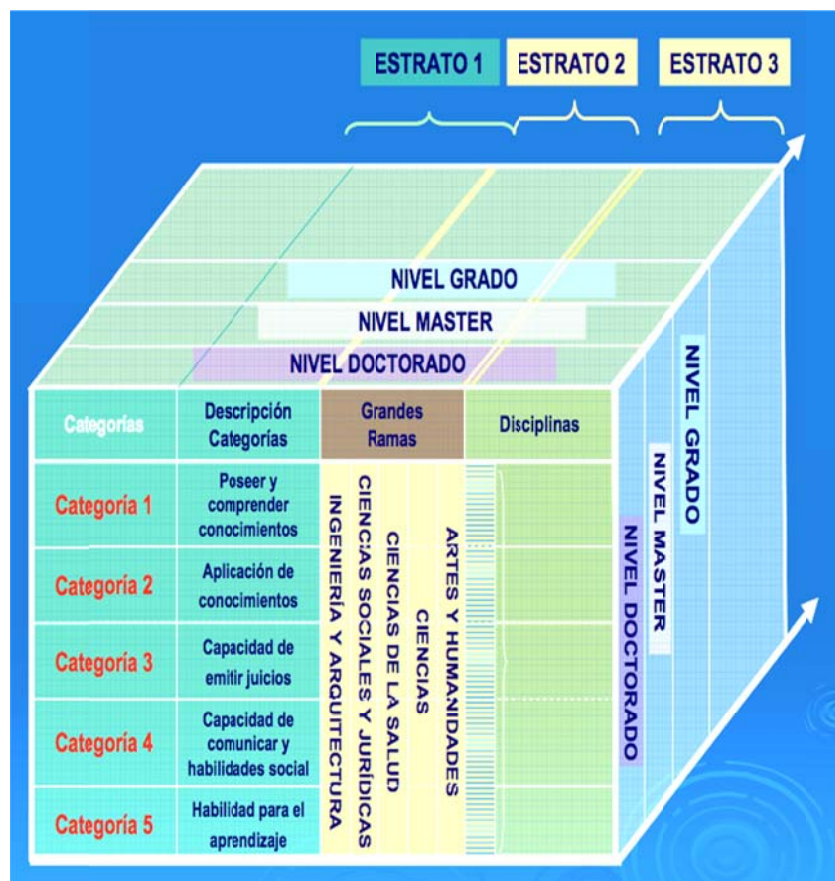 ESTRATO 1
ESTRATO 2
ESTRATO 3
NIVEL GRADO
NIVEL MASTER
NIVEL DOCTORADO
Categorías
Descripción
Categorías
Grandes
Ramas
Disciplinas
Categoría 1
Poseer y
comprender
conocimientos
Categoría 2
Aplicación de
conocimientos
Categoría 3
Capacidad de
emitir juicios
Categoría 4
Capacidad de
comunicar y
habilidades social
Categoría 5
Habilidad para el
aprendizaje
INGENIERÍA Y ARQUITECTURA
CIENCIAS SOCIALES Y JURÍDICAS
CIENCIAS DE LA SALUD
CIENCIAS
ARTES Y HUMANIDADES
NIVEL DOCTORADO
NIVEL MASTER
NIVEL GRADO